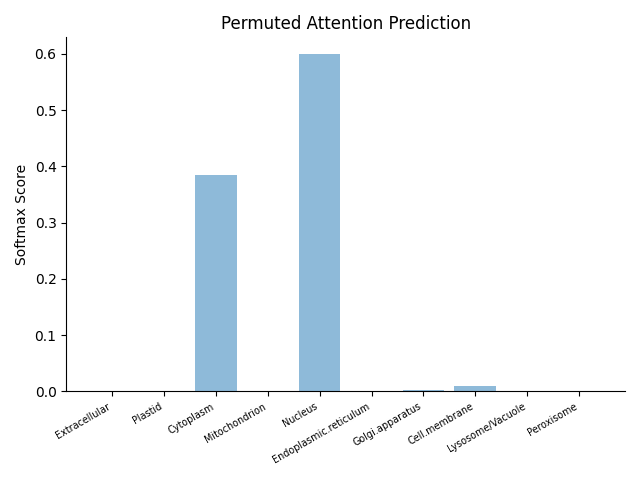 Permuted Attention Prediction
Softmax Score
0.6
0.5
0.4
0.3
0.2
0.1
0.0
Extracellular
Plastid
Cytoplasm
Mitochondrion
Nucleus
Endoplasmic.reticulum
Golgi.apparatus
Cell.membrane
Lysosome/Vacuole
Peroxisome